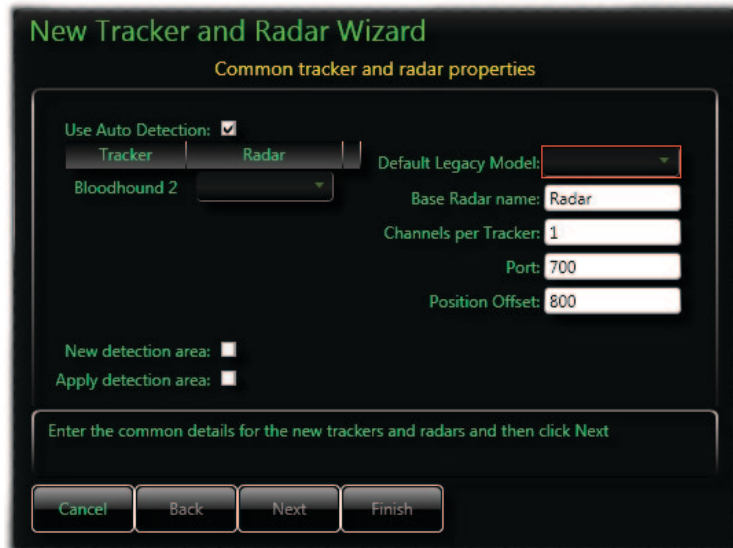 New Tracker and Radar Wizard
Common tracker and radar properties
Use Auto Detection:
Tracker Radar
Bloodhound 2
Default Legacy Model:
Base Radar name: Radar
Channels per Tracker: 1
Port: 700
Position Offset: 800
New detection area:
Apply detection area:
Enter the common details for the new trackers and radars and then click Next
Cancel Back Next Finish